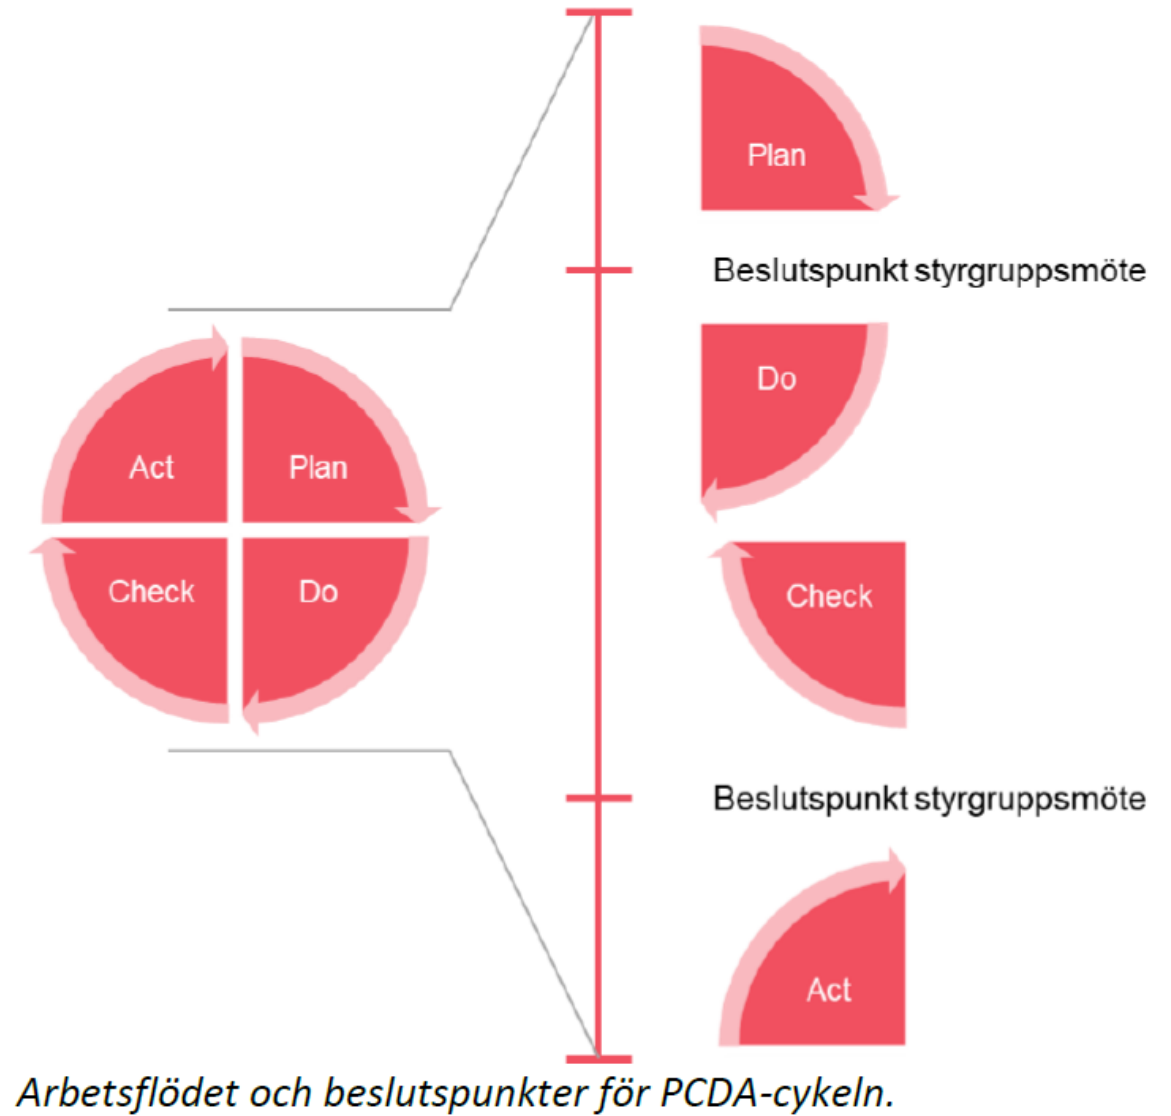 Act
Plan
Check
Do
Plan
Beslutspunkt styrgruppsmöte
Do
Check
Beslutspunkt styrgruppsmöte
Act
Arbetsflödet och beslutspunkter för PCDA-cykeln.